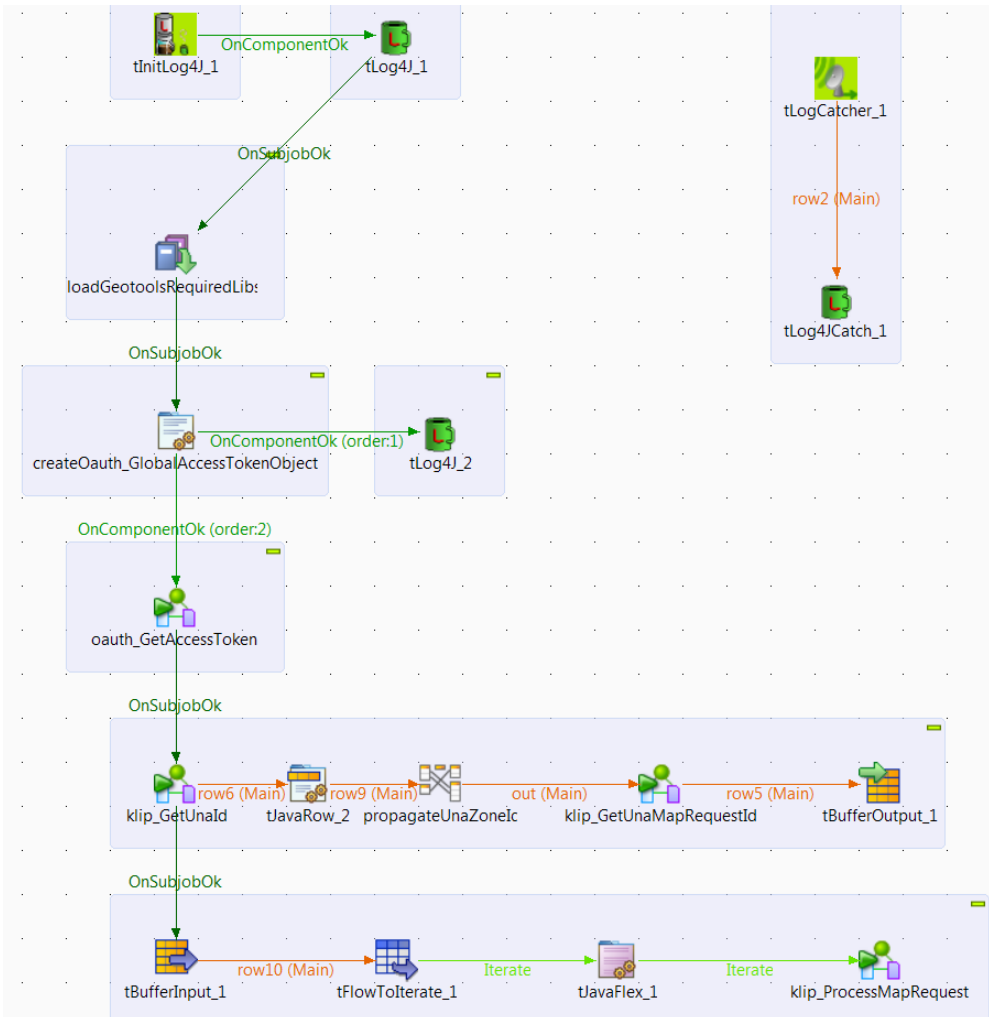 OnComponentOk
tInitLog4J_1
tLog4J_1
tLogCatcher_1
OnSubjobOk
row2 (Main)
loadGeotoolsRequiredLibs
tLog4JCatch_1
OnSubjobOk
OnComponentOk (order:1)
createOauth_GlobalAccessTokenObject
tLog4J_2
OnComponentOk (order:2)
oauth_GetAccessToken
OnSubjobOk
row6 (Main)
row9 (Main)
out (Main)
row5 (Main)
klip_GetUnaId
tJavaRow_2
propagateUnaZoneIc
klip_GetUnaMapRequestId
tBufferOutput_1
OnSubjobOk
row10 (Main)
Iterate
Iterate
tBufferInput_1
tFlowToIterate_1
tJavaFlex_1
klip_ProcessMapRequest